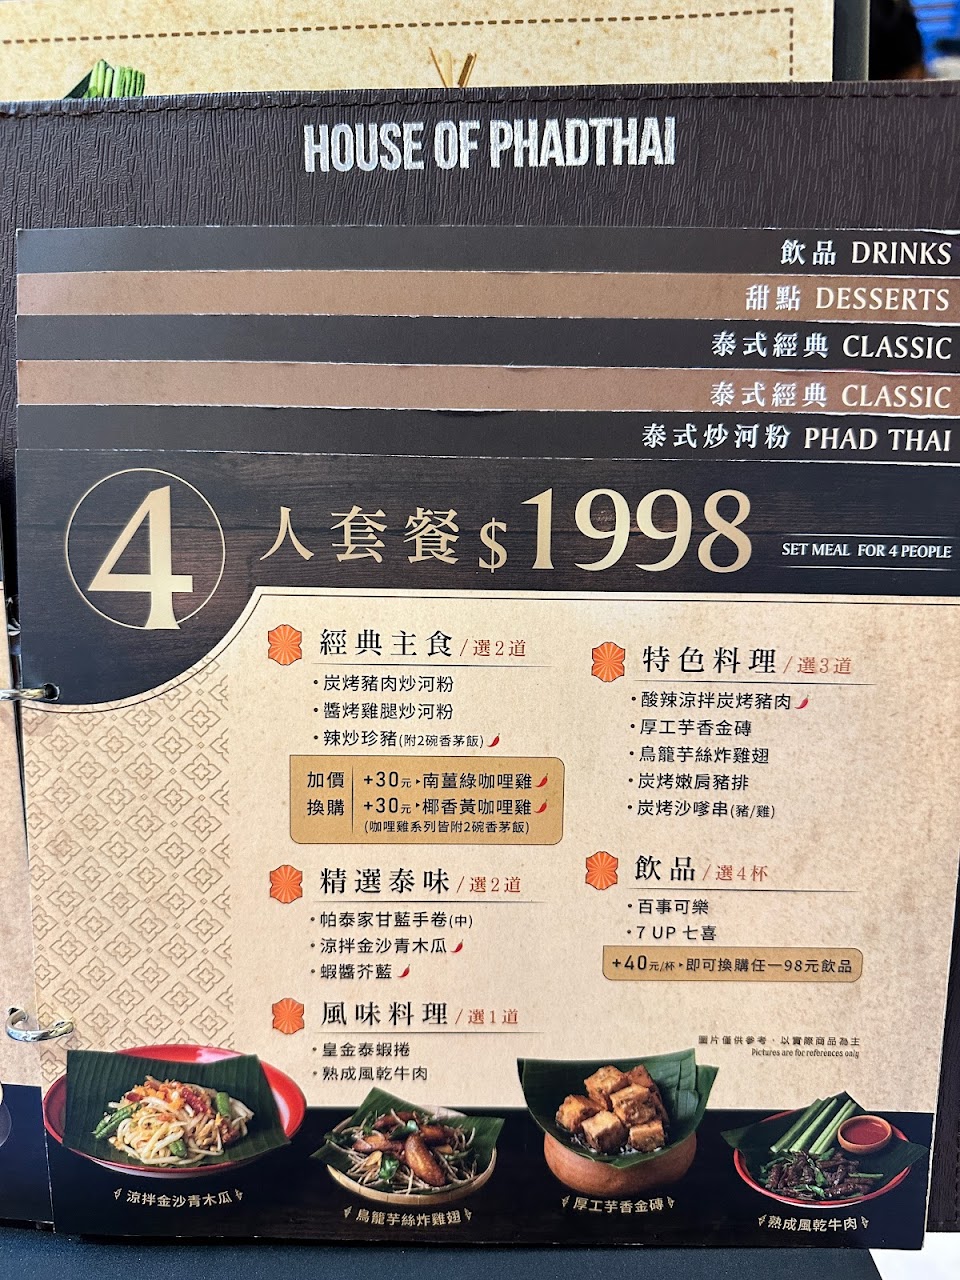 HOUSE OF PHADTHAI
飲品 DRINKS
甜點 DESSERTS
泰式經典 CLASSIC
泰式經典 CLASSIC
泰式炒河粉 PHAD THAI
4人套餐 $1998 SET MEAL FOR 4 PEOPLE
經典主食/選2道
・炭烤豬肉炒河粉
・醬烤雞腿炒河粉
・辣炒珍豬(附2碗香茅飯)
加價換購
+30元▸南薑綠咖哩雞
+30元▸椰香黃咖哩雞
(咖哩雞系列皆附2碗香茅飯)
精選泰味/選2道
・帕泰家甘藍手卷(中)
・涼拌金沙青木瓜
・蝦醬芥藍
風味料理/選1道
・皇金泰蝦捲
・熟成風乾牛肉
特色料理/選3道
・酸辣涼拌炭烤豬肉
・厚工芋香金磚
・鳥籠芋絲炸雞翅
・炭烤嫩肩豬排
・炭烤沙嗲串(豬/雞)
飲品/選4杯
・百事可樂
・7 UP 七喜
+40元/杯▸即可換購任一98元飲品
圖片僅供參考，以實際商品為主
Pictures are for references only
涼拌金沙青木瓜
鳥籠芋絲炸雞翅
厚工芋香金磚
熟成風乾牛肉